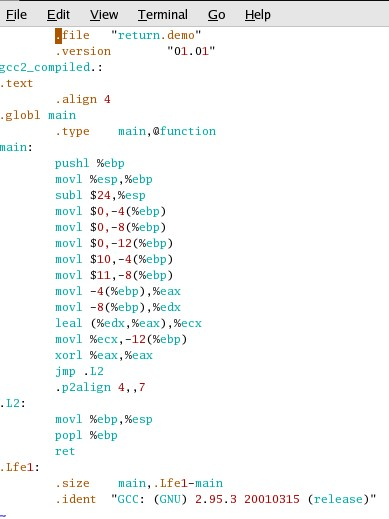 File Edit View Terminal Go Help
.file "return.demo"
.version "01.01"
gcc2_compiled.:
.text
.align 4
.globl main
.type main,@function
main:
pushl %ebp
movl %esp,%ebp
subl $24,%esp
movl $0,-4(%ebp)
movl $0,-8(%ebp)
movl $0,-12(%ebp)
movl $10,-4(%ebp)
movl $11,-8(%ebp)
movl -4(%ebp),%eax
movl -8(%ebp),%edx
leal (%edx,%eax),%ecx
movl %ecx,-12(%ebp)
xorl %eax,%eax
jmp .L2
.p2align 4,,7
.L2:
movl %ebp,%esp
popl %ebp
ret
.Lfe1:
.size main,.Lfe1-main
.ident "GCC: (GNU) 2.95.3 20010315 (release)"
~